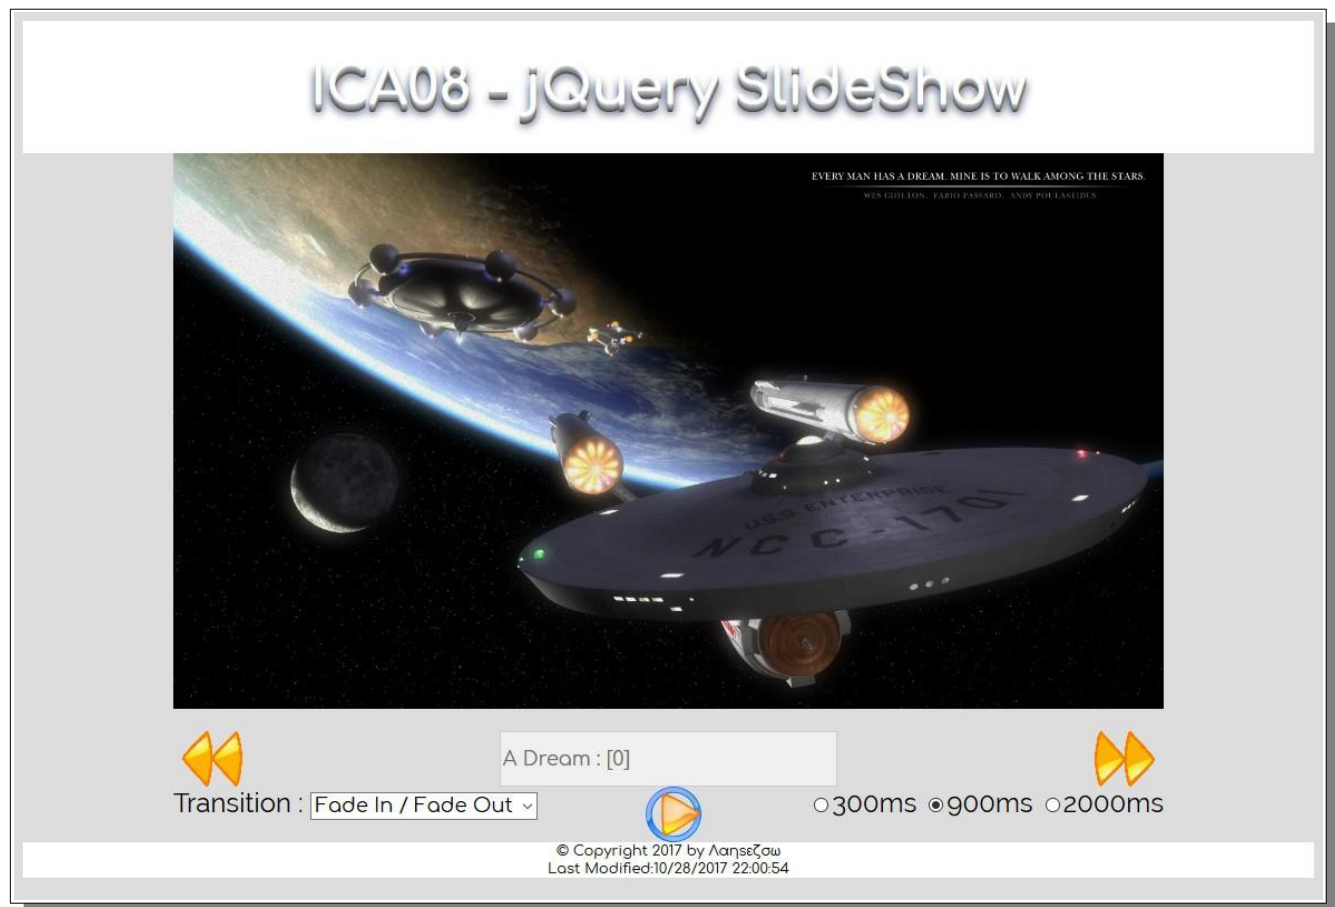 ICA08 - jQuery SlideShow
EVERY MAN HAS A DREAM. MINE IS TO WALK AMONG THE STARS.
WES CHILTON, FABIO PASSARO, ANDY POULASTIDES
U.S.S. ENTERPRISE
NCC-1701
A Dream : [0]
Transition : Fade In / Fade Out
300ms 900ms 2000ms
© Copyright 2017 by Λαηsεζσω
Last Modified:10/28/2017 22:00:54